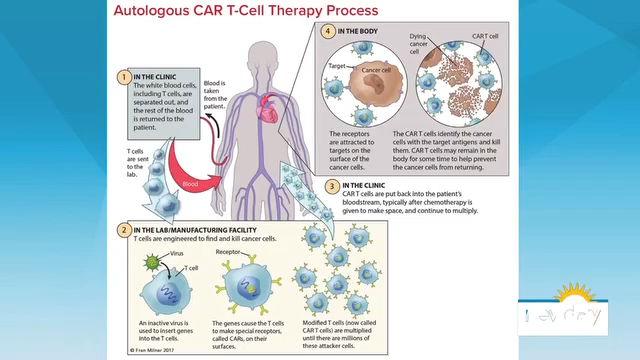 Autologous CAR T-Cell Therapy Process
1 IN THE CLINIC
The white blood cells,
including T cells, are
separated out, and
the rest of the blood
is returned to the
patient.
Blood is
taken
from the
patient.
T cells
are sent
to the
lab.
Blood
2 IN THE LAB/MANUFACTURING FACILITY
T cells are engineered to find and kill cancer cells.
Virus
T cell
An inactive virus is
used to insert genes
into the T cells.
Receptor
The genes cause the T cells
to make special receptors,
called CARs, on their
surfaces.
Modified T cells (now called
CAR T cells) are multiplied
until there are millions of
these attacker cells.
© Fran Milner 2017
3 IN THE CLINIC
CAR T cells are put back into the patient's
bloodstream, typically after chemotherapy is
given to make space, and continue to multiply.
4 IN THE BODY
Target
Cancer cell
The receptors
are attracted to
targets on the
surface of the
cancer cells.
Dying
cancer
cell
CAR T cell
The CAR T cells identify the cancer
cells with the target antigens and kill
them. CAR T cells may remain in the
body for some time to help prevent
the cancer cells from returning.